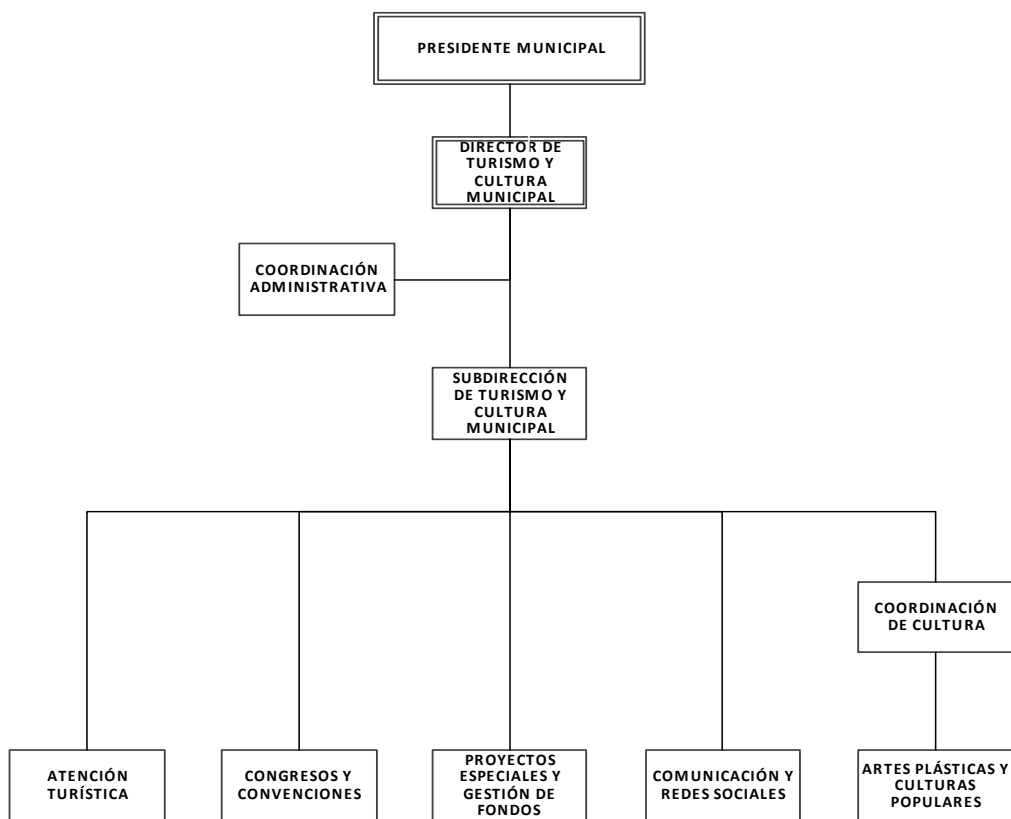 PRESIDENTE MUNICIPAL
DIRECTOR DE
TURISMO Y
CULTURA
MUNICIPAL
COORDINACIÓN
ADMINISTRATIVA
SUBDIRECCIÓN
DE TURISMO Y
CULTURA
MUNICIPAL
COORDINACIÓN
DE CULTURA
ATENCIÓN
TURÍSTICA
CONGRESOS Y
CONVENCIONES
PROYECTOS
ESPECIALES Y
GESTIÓN DE
FONDOS
COMUNICACIÓN Y
REDES SOCIALES
ARTES PLÁSTICAS Y
CULTURAS
POPULARES